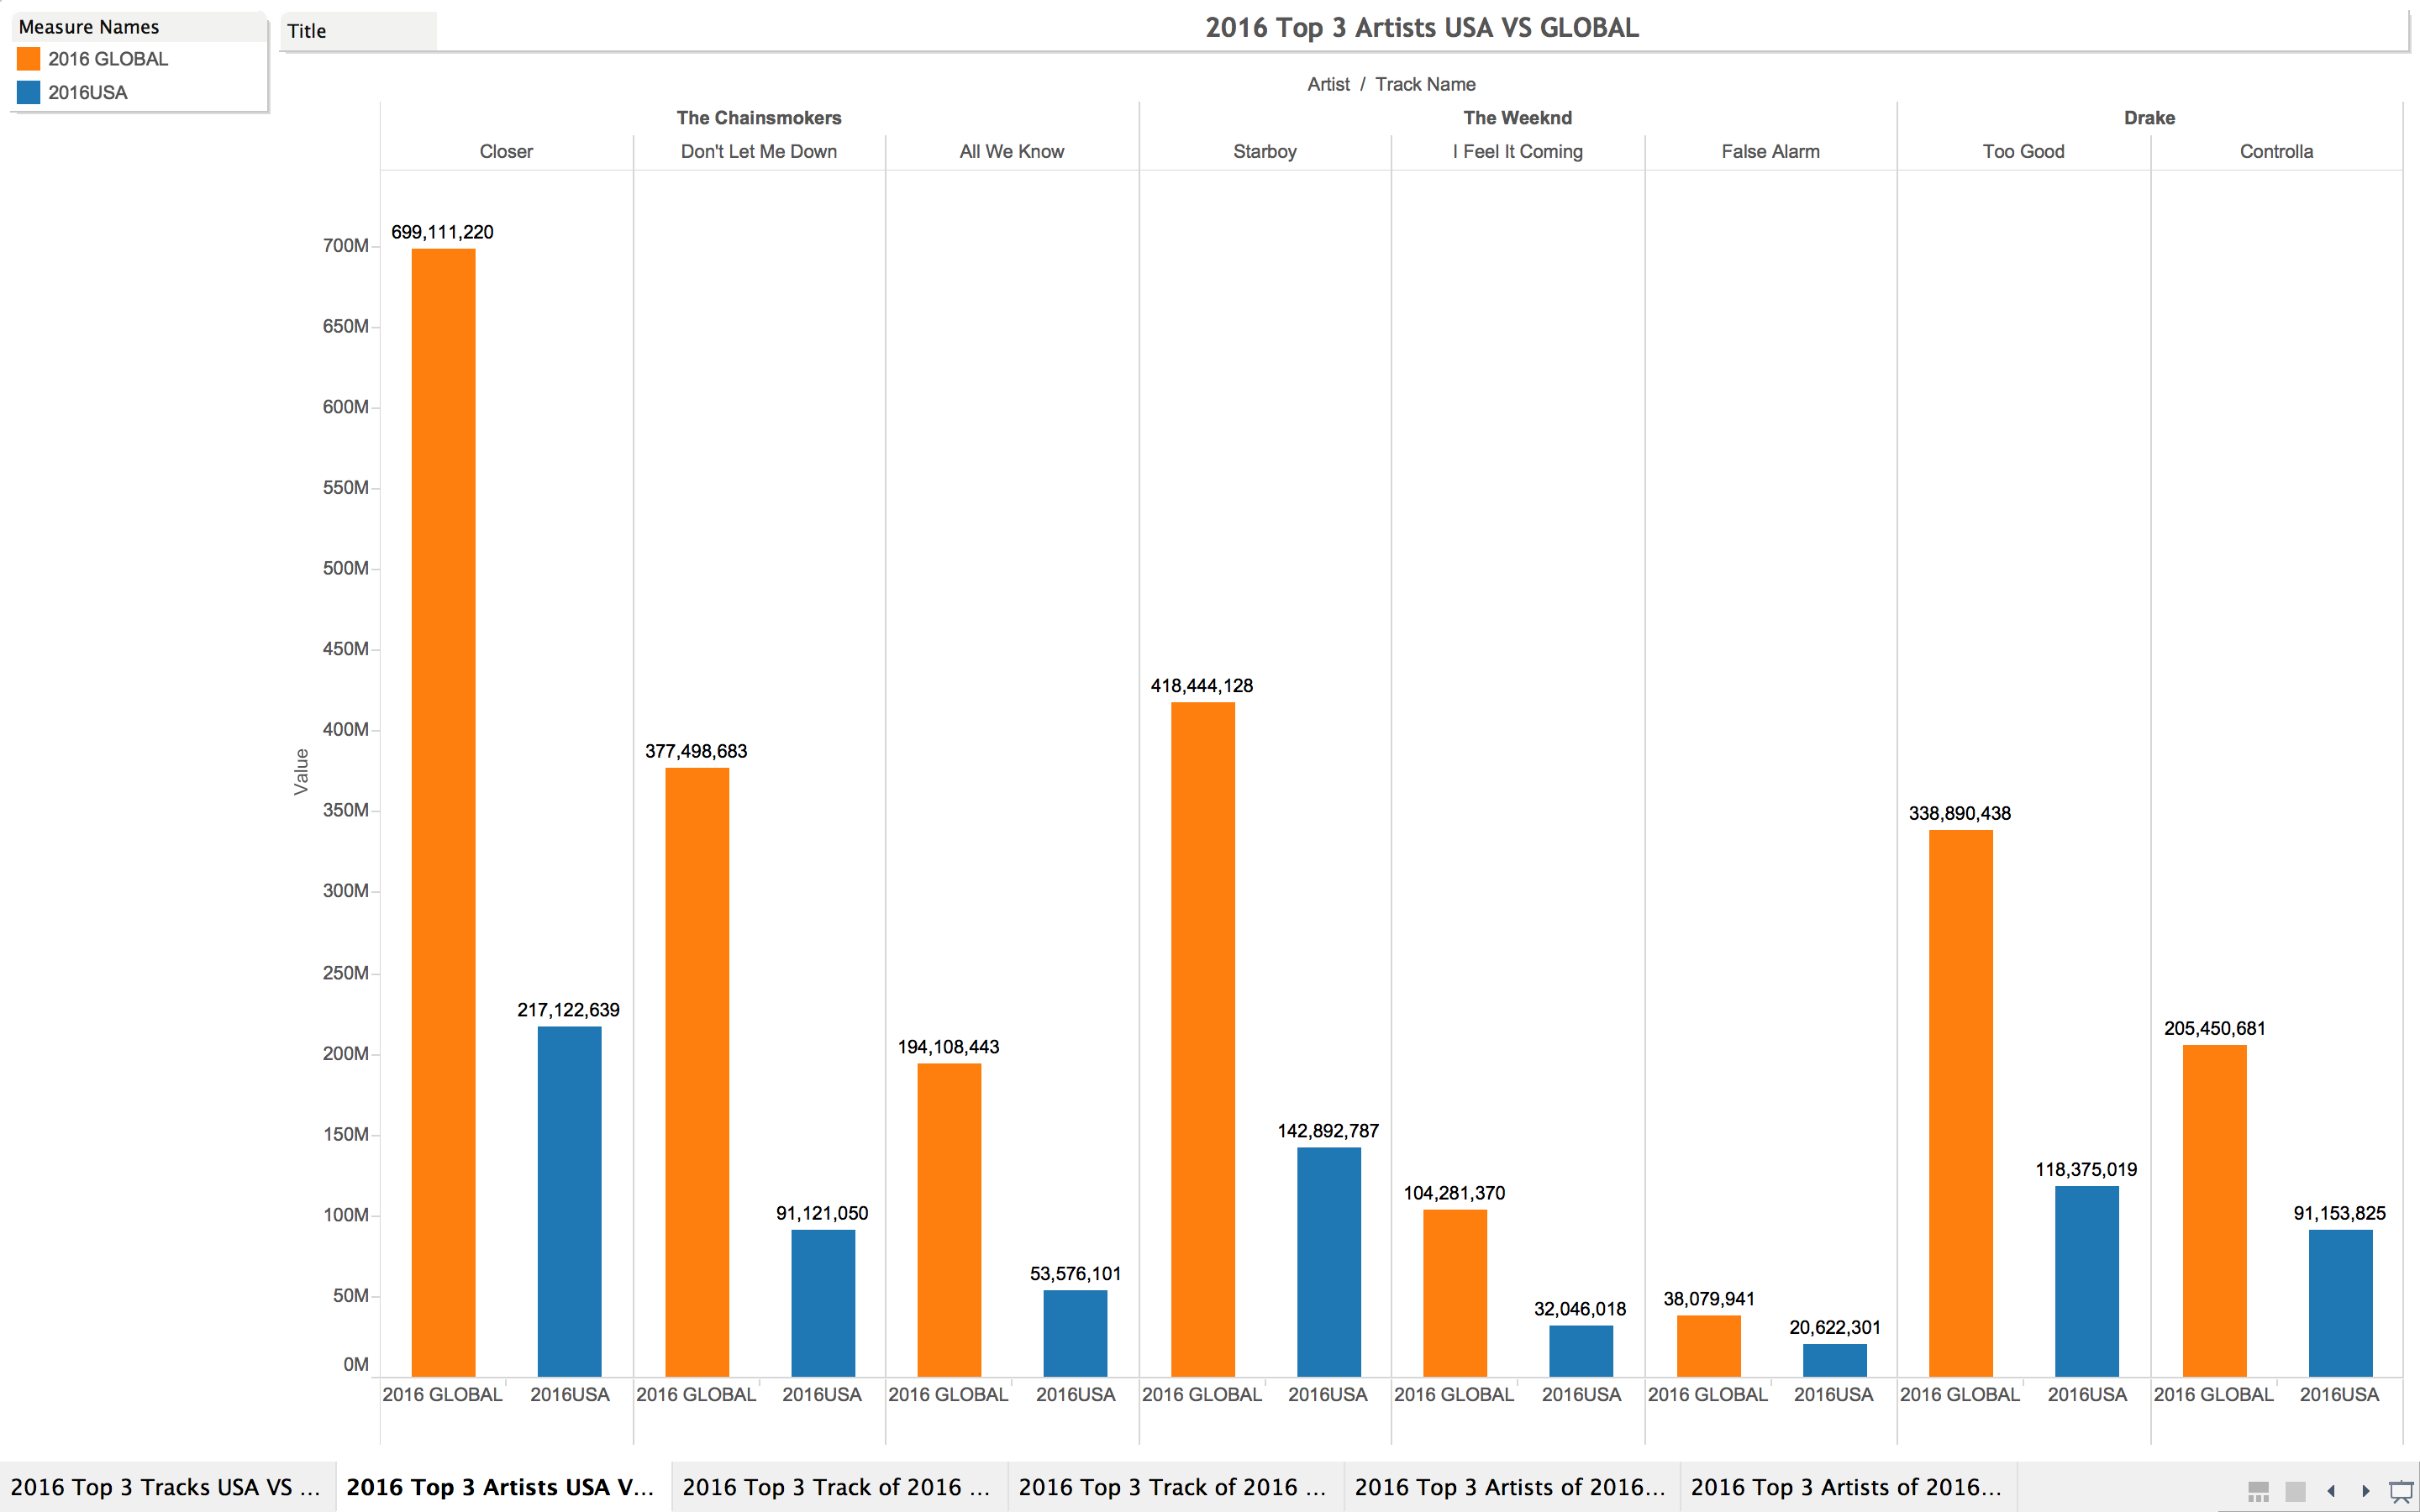 Measure Names
2016 GLOBAL
2016USA
Title
2016 Top 3 Artists USA VS GLOBAL
Artist / Track Name
The Chainsmokers The Weeknd Drake
Closer Don't Let Me Down All We Know Starboy I Feel It Coming False Alarm Too Good Controlla
Value
700M
650M
600M
550M
500M
450M
400M
350M
300M
250M
200M
150M
100M
50M
0M
699,111,220
217,122,639
377,498,683
91,121,050
194,108,443
53,576,101
418,444,128
142,892,787
104,281,370
32,046,018
38,079,941
20,622,301
338,890,438
118,375,019
205,450,681
91,153,825
2016 GLOBAL 2016USA 2016 GLOBAL 2016USA 2016 GLOBAL 2016USA 2016 GLOBAL 2016USA 2016 GLOBAL 2016USA 2016 GLOBAL 2016USA 2016 GLOBAL 2016USA 2016 GLOBAL 2016USA
2016 Top 3 Tracks USA VS ... 2016 Top 3 Artists USA V... 2016 Top 3 Track of 2016 ... 2016 Top 3 Track of 2016 ... 2016 Top 3 Artists of 2016... 2016 Top 3 Artists of 2016...